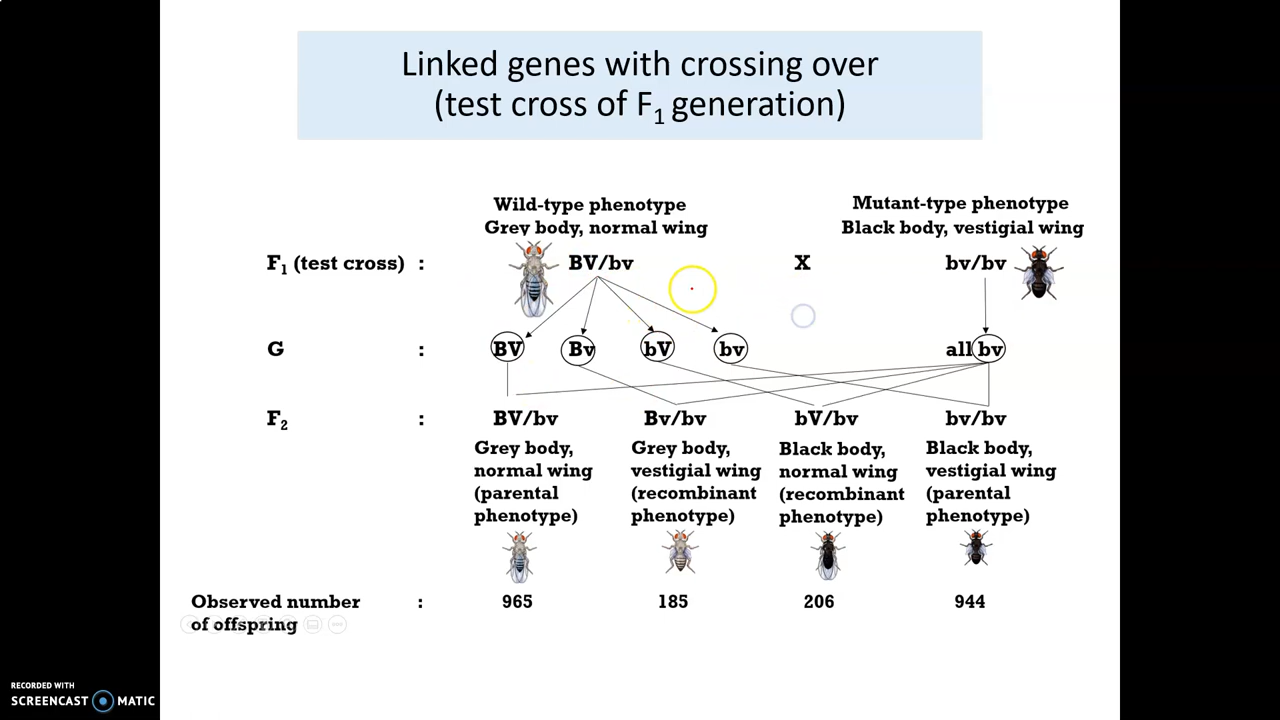 Linked genes with crossing over
(test cross of F₁ generation)
Wild-type phenotype
Grey body, normal wing
Mutant-type phenotype
Black body, vestigial wing
F₁ (test cross) : BV/bv X bv/bv
G : BV Bv bV bv all bv
F₂ : BV/bv Bv/bv bV/bv bv/bv
Grey body,
normal wing
(parental
phenotype)
Grey body,
vestigial wing
(recombinant
phenotype)
Black body,
normal wing
(recombinant
phenotype)
Black body,
vestigial wing
(parental
phenotype)
Observed number : 965 185 206 944
of offspring
RECORDED WITH
SCREENCAST MATIC